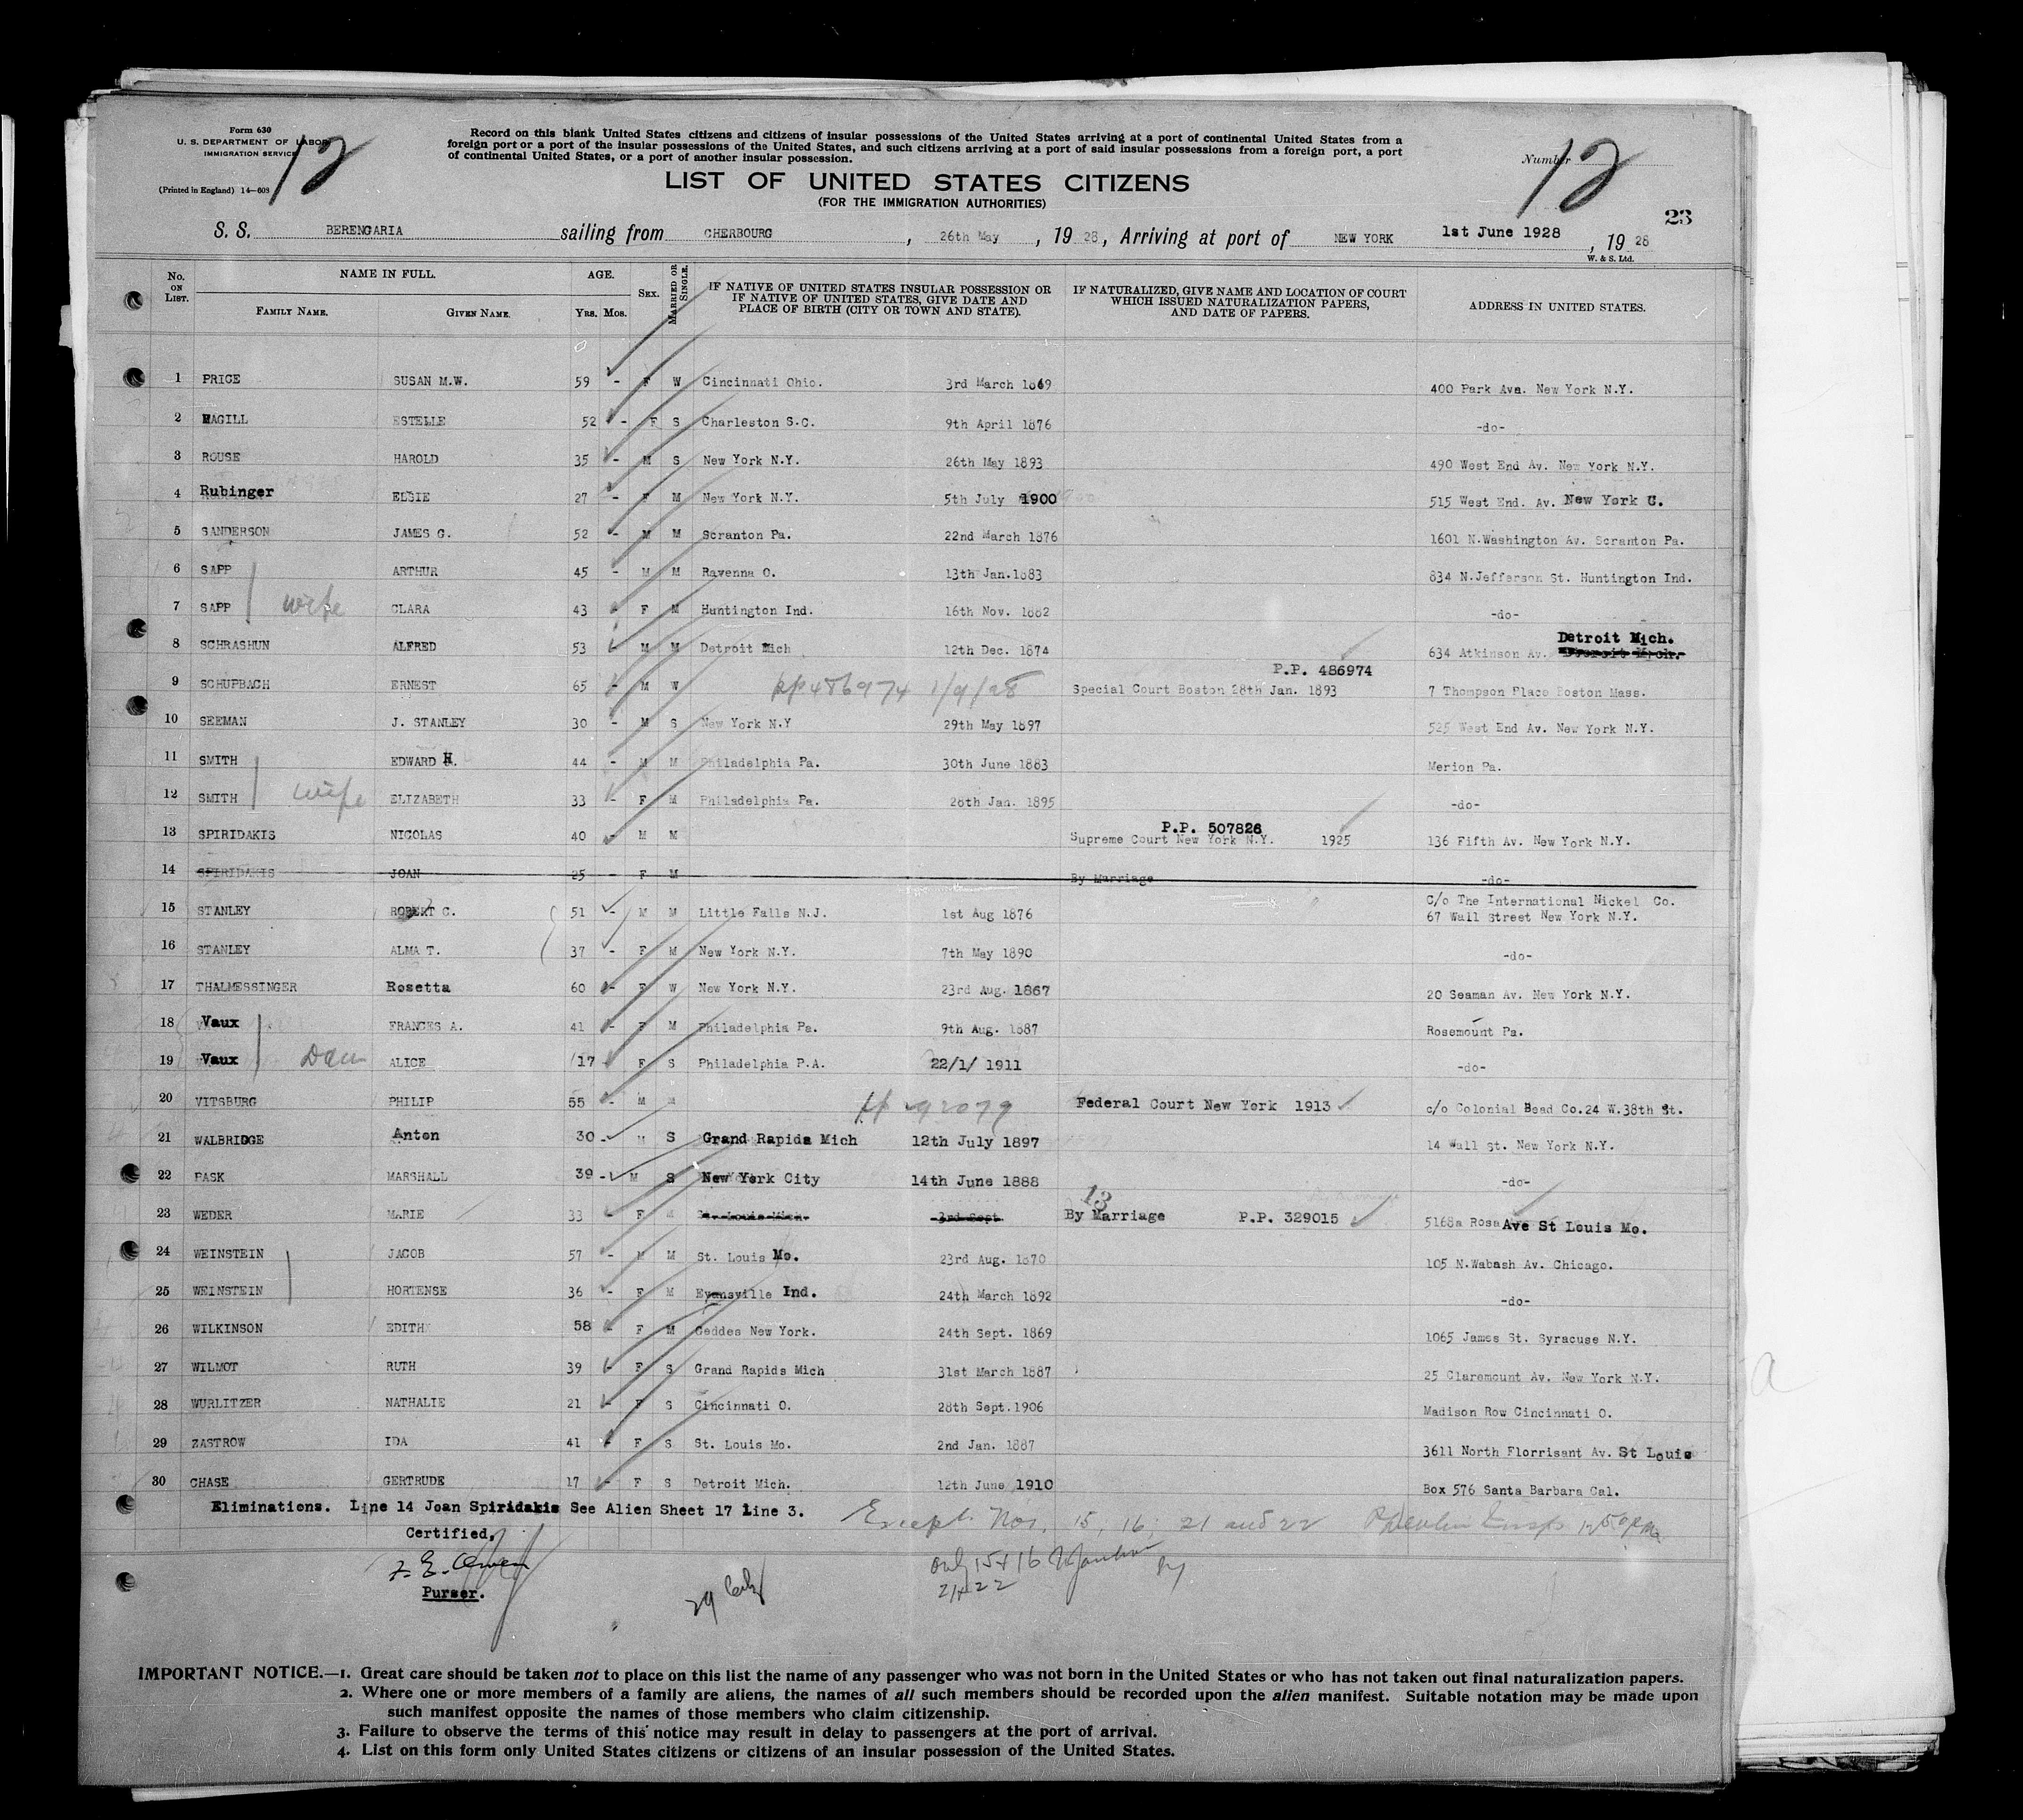 Form 630
U. S. DEPARTMENT OF LABOR
IMMIGRATION SERVICE
(Printed in England) 14—608
12
Record on this blank United States citizens and citizens of insular possessions of the United States arriving at a port of continental United States from a
foreign port or a port of the insular possessions of the United States, and such citizens arriving at a port of said insular possessions from a foreign port, a port
of continental United States, or a port of another insular possession.
LIST OF UNITED STATES CITIZENS
(FOR THE IMMIGRATION AUTHORITIES)
Number 12
23
S. S. BERENGARIA sailing from CHERBOURG, 26th May, 19 28, Arriving at port of NEW YORK 1st June 1928, 19 28
W. & S. Ltd.
No. ON LIST. NAME IN FULL. AGE. SEX. MARRIED OR SINGLE. IF NATIVE OF UNITED STATES INSULAR POSSESSION OR IF NATIVE OF UNITED STATES, GIVE DATE AND PLACE OF BIRTH (CITY OR TOWN AND STATE). IF NATURALIZED, GIVE NAME AND LOCATION OF COURT WHICH ISSUED NATURALIZATION PAPERS, AND DATE OF PAPERS. ADDRESS IN UNITED STATES.
FAMILY NAME. GIVEN NAME. YRS. MOS.
1 PRICE SUSAN M.W. 59 - F W Cincinnati Ohio. 3rd March 1869 400 Park Ava. New York N.Y.
2 MAGILL ESTELLE 52 - F S Charleston S.C. 9th April 1876 -do-
3 ROUSE HAROLD 35 - M S New York N.Y. 26th May 1893 490 West End Av. New York N.Y.
4 Rubinger ELSIE 27 - F M New York N.Y. 5th July 1900 515 West End. Av. New York C.
5 SANDERSON JAMES G. 52 - M M Scranton Pa. 22nd March 1876 1601 N.Washington Av. Scranton Pa.
6 SAPP ARTHUR 45 - M M Ravenna O. 13th Jan.1883 834 N.Jefferson St. Huntington Ind.
7 SAPP wife CLARA 43 - F M Huntington Ind. 16th Nov. 1882 -do-
8 SCHRASHUN ALFRED 53 - M M Detroit Mich 12th Dec. 1874 634 Atkinson Av. Detroit Mich. Detroit Mich.
9 SCHUPBACH ERNEST 65 - M W pp486974 1/9/28 P.P. 486974 Special Court Boston 28th Jan. 1893 7 Thompson Place Boston Mass.
10 SEEMAN J. STANLEY 30 - M S New York N.Y 29th May 1897 525 West End Av. New York N.Y.
11 SMITH EDWARD H. 44 - M M Philadelphia Pa. 30th June 1883 Merion Pa.
12 SMITH wife ELIZABETH 33 - F M Philadelphia Pa. 28th Jan. 1895 -do-
13 SPIRIDAKIS NICOLAS 40 - M M P.P. 507826 Supreme Court New York N.Y. 1925 136 Fifth Av. New York N.Y.
14 SPIRIDAKIS JOAN 25 - F M By Marriage -do-
15 STANLEY ROBERT C. 51 - M M Little Falls N.J. 1st Aug 1876 C/o The International Nickel Co. 67 Wall Street New York N.Y.
16 STANLEY ALMA T. 37 - F M New York N.Y. 7th May 1890 -do-
17 THALMESSINGER Rosetta 60 - F W New York N.Y. 23rd Aug. 1867 20 Seaman Av. New York N.Y.
18 Vaux FRANCES A. 41 - F M Philadelphia Pa. 9th Aug. 1887 Rosemount Pa.
19 Vaux Dau ALICE 17 - F S Philadelphia P.A. 22/1/ 1911 -do-
20 VITSBURG PHILIP 55 - M M 92079 Federal Court New York 1913 c/o Colonial Bead Co.24 W.38th St.
21 WALBRIDGE Anton 30 - M S Grand Rapids Mich 12th July 1897 14 Wall St. New York N.Y.
22 PASK MARSHALL 39 - M S New York City 14th June 1888 -do-
23 WEDER MARIE 33 - F M St. Louis Mich. 3rd Sept. 13 By Marriage P.P. 329015 5168a Rosa Ave St Louis Mo.
24 WEINSTEIN JACOB 57 - M M St. Louis Mo. 23rd Aug. 1870 105 N.Wabash Av. Chicago.
25 WEINSTEIN HORTENSE 36 - F M Evansville Ind. 24th March 1892 -do-
26 WILKINSON EDITH 58 - F M Geddes New York. 24th Sept. 1869 1065 James St. Syracuse N.Y.
27 WILMOT RUTH 39 - F S Grand Rapids Mich 31st March 1887 25 Claremount Av. New York N.Y.
28 WURLITZER NATHALIE 21 - F S Cincinnati O. 28th Sept.1906 Madison Row Cincinnati O.
29 ZASTROW IDA 41 - F S St. Louis Mo. 2nd Jan. 1887 3611 North Florrisant Av. St Louis
30 CHASE GERTRUDE 17 - F S Detroit Mich. 12th June 1910 Box 576 Santa Barbara Cal.
Eliminations. Line 14 Joan Spiridakis See Alien Sheet 17 Line 3.
Except Nos. 15, 16, 21 and 22
Certified,
only 15 + 16
21+22
Purser.
29
IMPORTANT NOTICE.—1. Great care should be taken not to place on this list the name of any passenger who was not born in the United States or who has not taken out final naturalization papers.
2. Where one or more members of a family are aliens, the names of all such members should be recorded upon the alien manifest. Suitable notation may be made upon
such manifest opposite the names of those members who claim citizenship.
3. Failure to observe the terms of this notice may result in delay to passengers at the port of arrival.
4. List on this form only United States citizens or citizens of an insular possession of the United States.